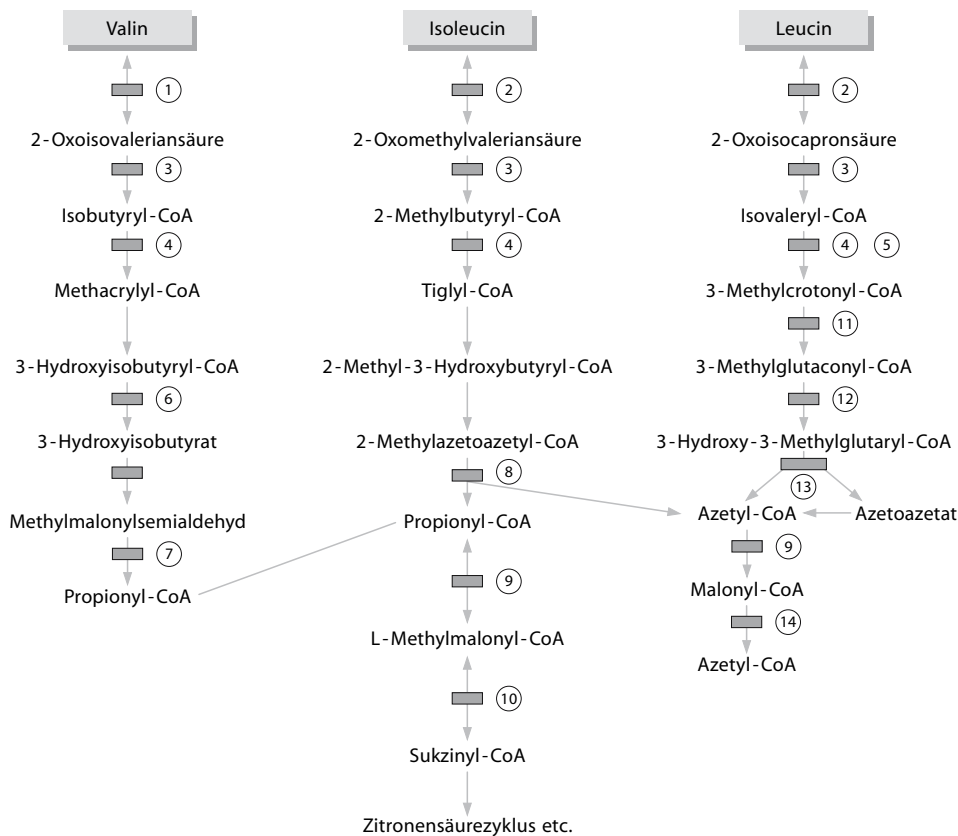 Valin
Isoleucin
Leucin
1
2
2
2-Oxoisovaleriansäure
2-Oxomethylvaleriansäure
2-Oxoisocapronsäure
3
3
3
Isobutyryl-CoA
2-Methylbutyryl-CoA
Isovaleryl-CoA
4
4
4 5
Methacrylyl-CoA
Tiglyl-CoA
3-Methylcrotonyl-CoA
11
3-Hydroxyisobutyryl-CoA
2-Methyl-3-Hydroxybutyryl-CoA
3-Methylglutaconyl-CoA
6
12
3-Hydroxyisobutyrat
2-Methylazetoazetyl-CoA
3-Hydroxy-3-Methylglutaryl-CoA
8
13
Methylmalonylsemialdehyd
Propionyl-CoA
Azetyl-CoA
Azetoazetat
7
9
Propionyl-CoA
9
Malonyl-CoA
14
L-Methylmalonyl-CoA
Azetyl-CoA
10
Sukzinyl-CoA
Zitronensäurezyklus etc.